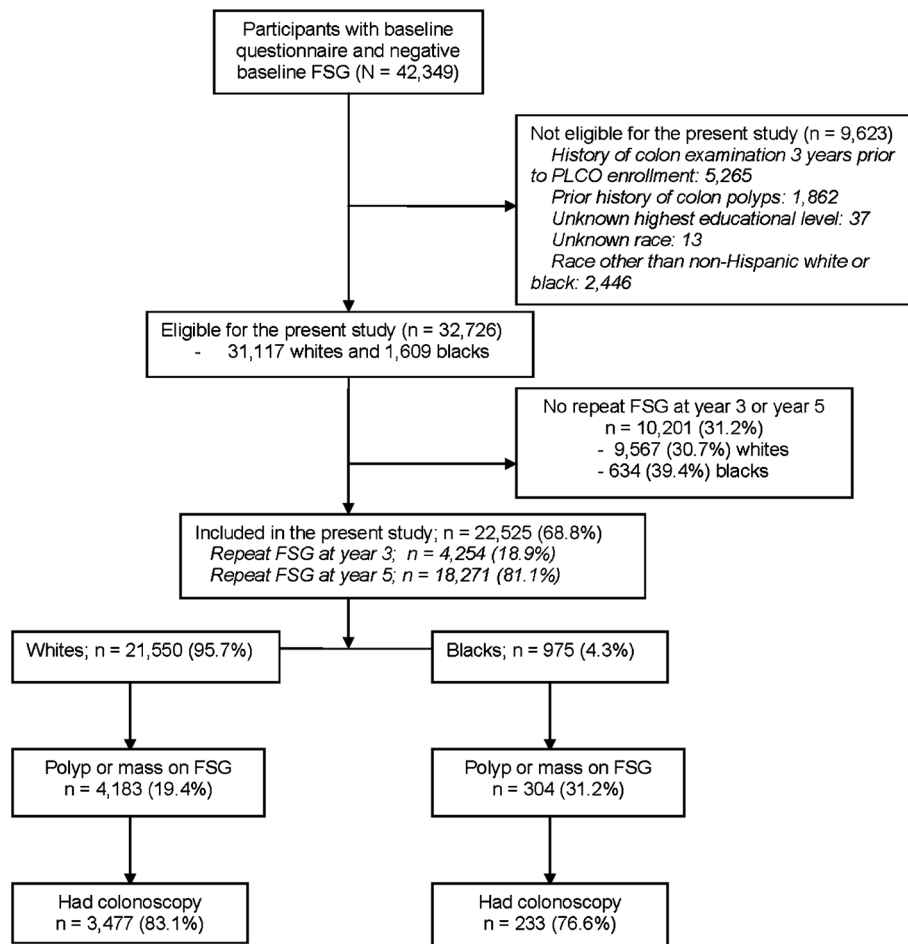 Participants with baseline
questionnaire and negative
baseline FSG (N = 42,349)
Not eligible for the present study (n = 9,623)
History of colon examination 3 years prior
to PLCO enrollment: 5,265
Prior history of colon polyps: 1,862
Unknown highest educational level: 37
Unknown race: 13
Race other than non-Hispanic white or
black: 2,446
Eligible for the present study (n = 32,726)
- 31,117 whites and 1,609 blacks
No repeat FSG at year 3 or year 5
n = 10,201 (31.2%)
- 9,567 (30.7%) whites
- 634 (39.4%) blacks
Included in the present study; n = 22,525 (68.8%)
Repeat FSG at year 3; n = 4,254 (18.9%)
Repeat FSG at year 5; n = 18,271 (81.1%)
Whites; n = 21,550 (95.7%)
Blacks; n = 975 (4.3%)
Polyp or mass on FSG
n = 4,183 (19.4%)
Polyp or mass on FSG
n = 304 (31.2%)
Had colonoscopy
n = 3,477 (83.1%)
Had colonoscopy
n = 233 (76.6%)